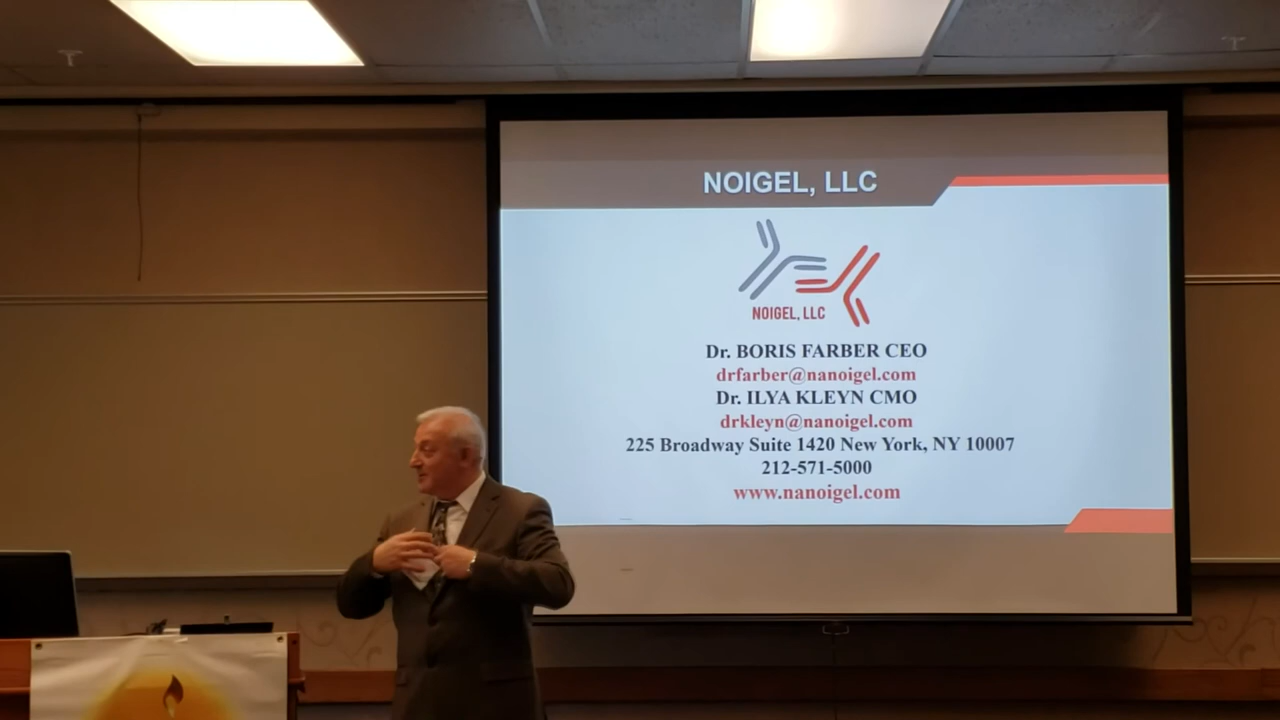 NOIGEL, LLC
NOIGEL, LLC
Dr. BORIS FARBER CEO
drfarber@nanoigel.com
Dr. ILYA KLEYN CMO
drkleyn@nanoigel.com
225 Broadway Suite 1420 New York, NY 10007
212-571-5000
www.nanoigel.com